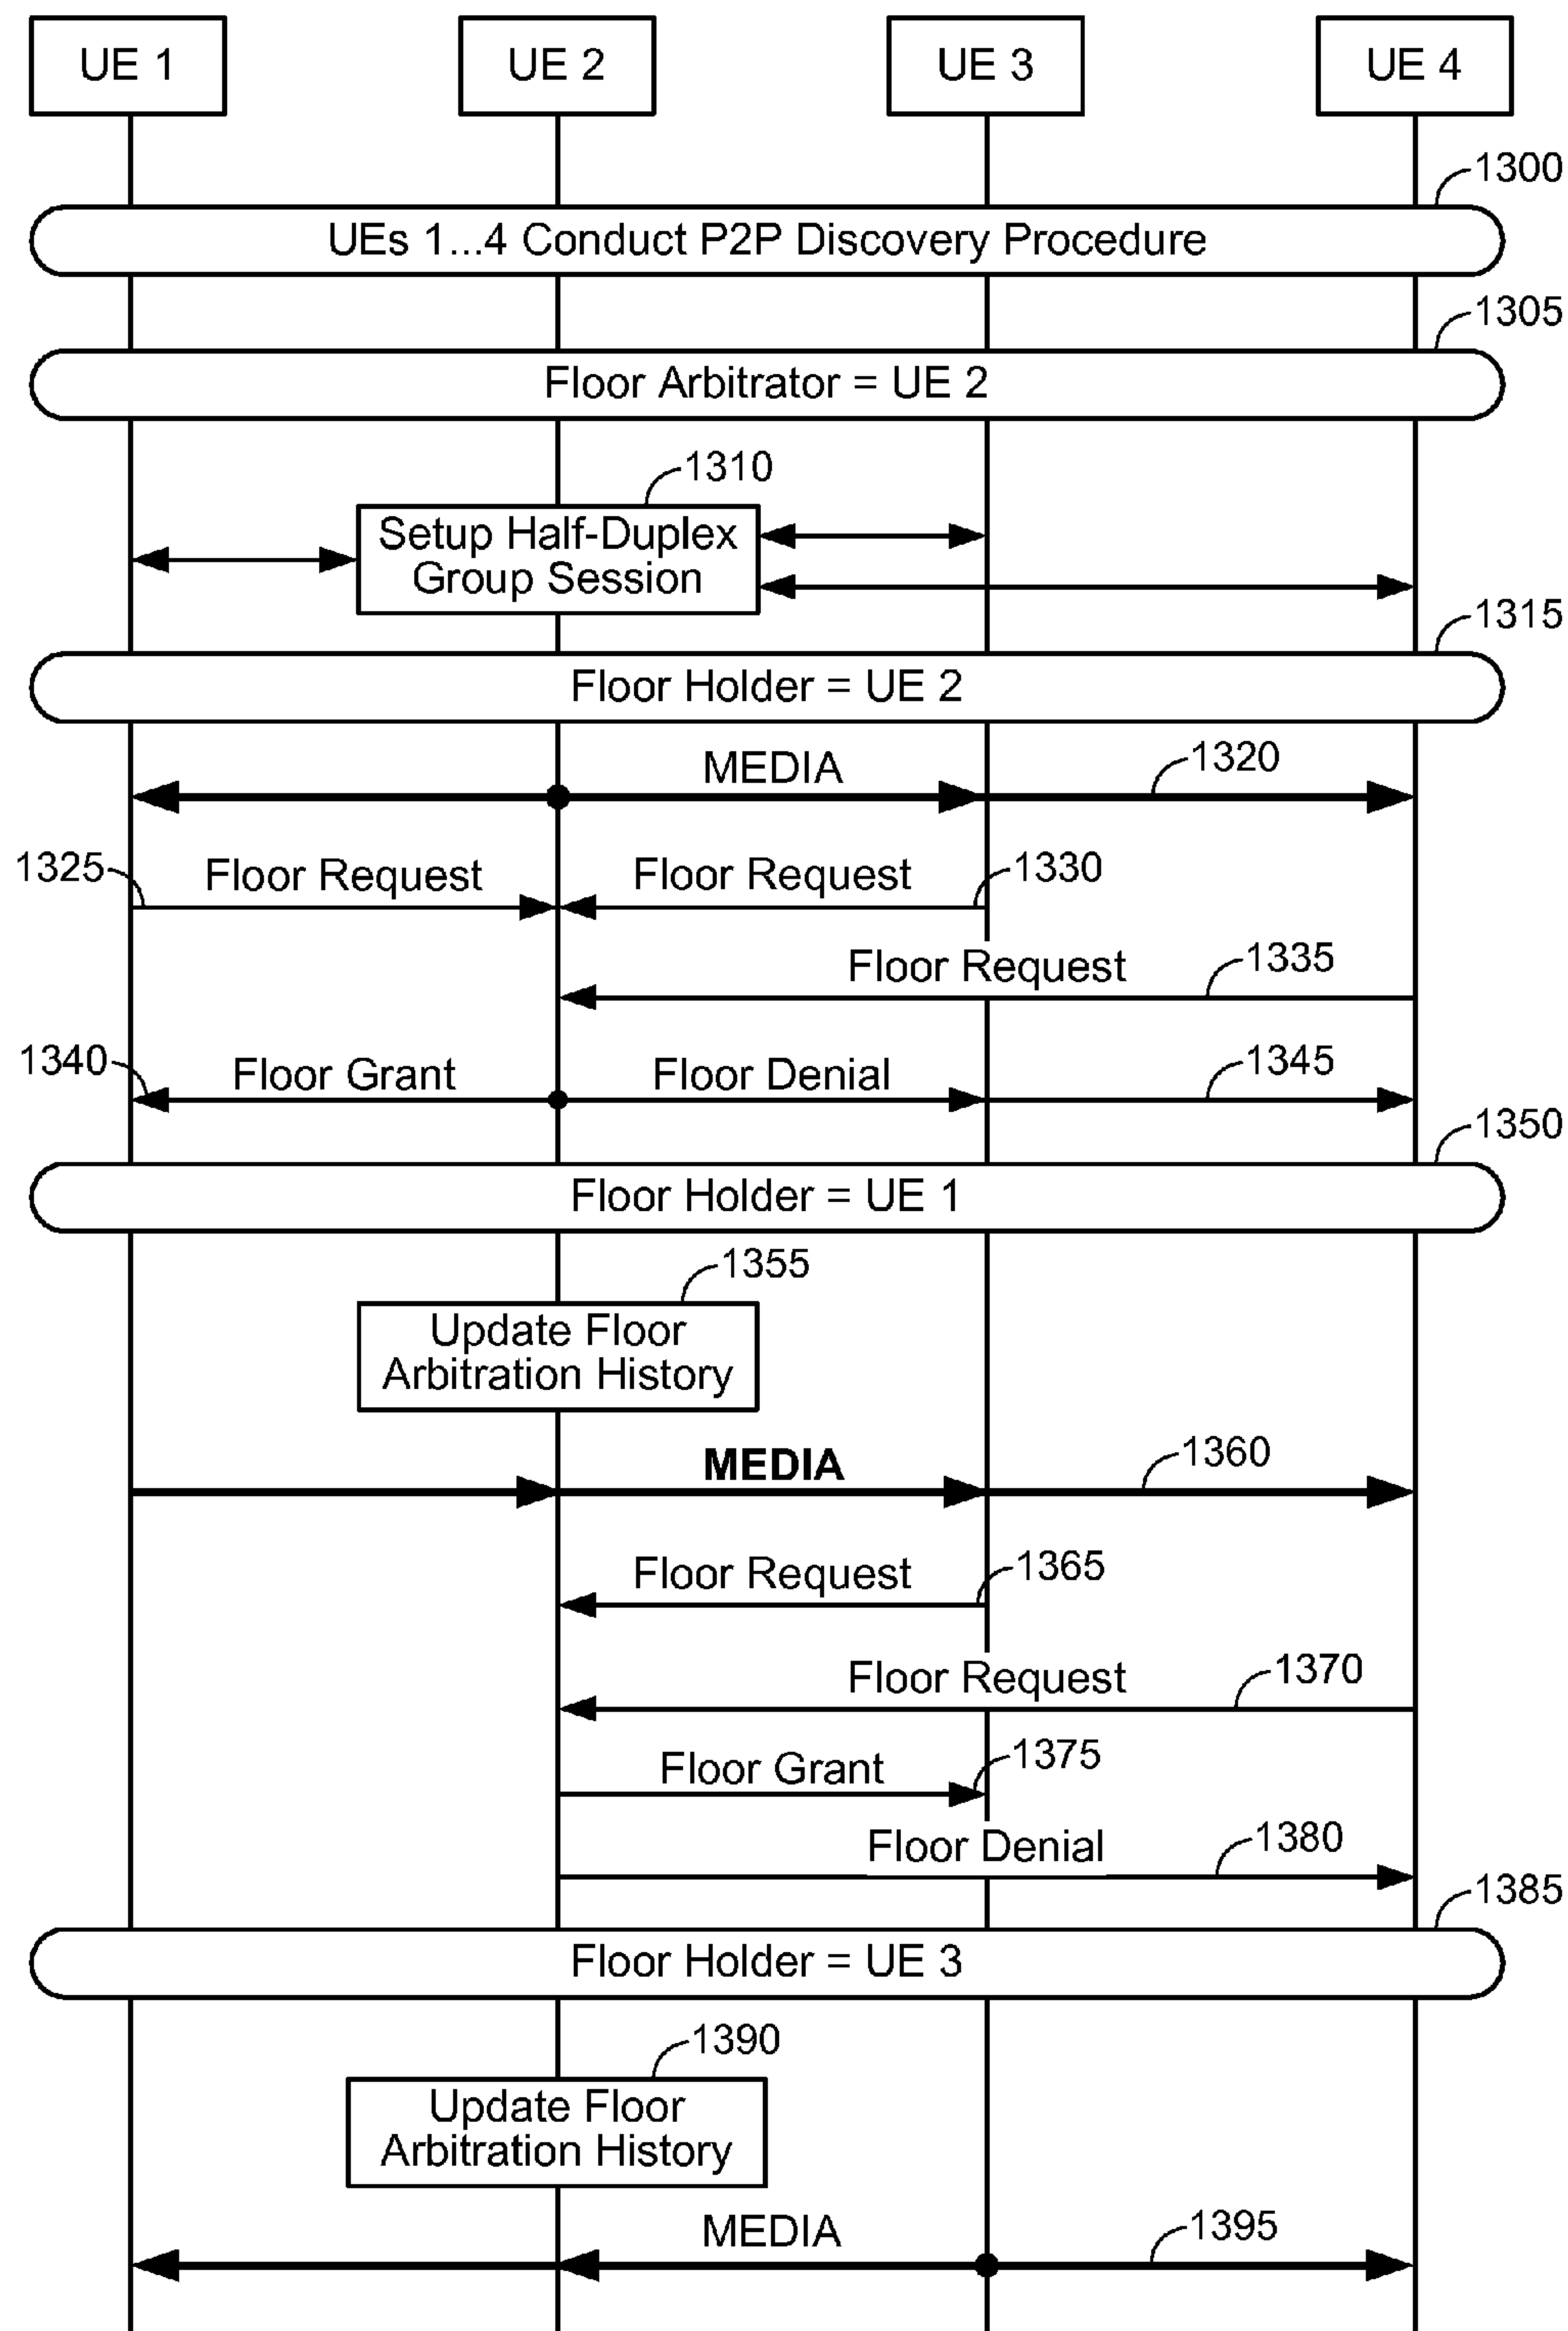 UE 1
UE 2
UE 3
UE 4
1300
UEs 1...4 Conduct P2P Discovery Procedure
1305
Floor Arbitrator = UE 2
1310
Setup Half-Duplex
Group Session
1315
Floor Holder = UE 2
MEDIA
1320
1325
Floor Request
Floor Request
1330
Floor Request
1335
1340
Floor Grant
Floor Denial
1345
1350
Floor Holder = UE 1
1355
Update Floor
Arbitration History
MEDIA
1360
Floor Request
1365
Floor Request
1370
Floor Grant
1375
Floor Denial
1380
1385
Floor Holder = UE 3
1390
Update Floor
Arbitration History
MEDIA
1395